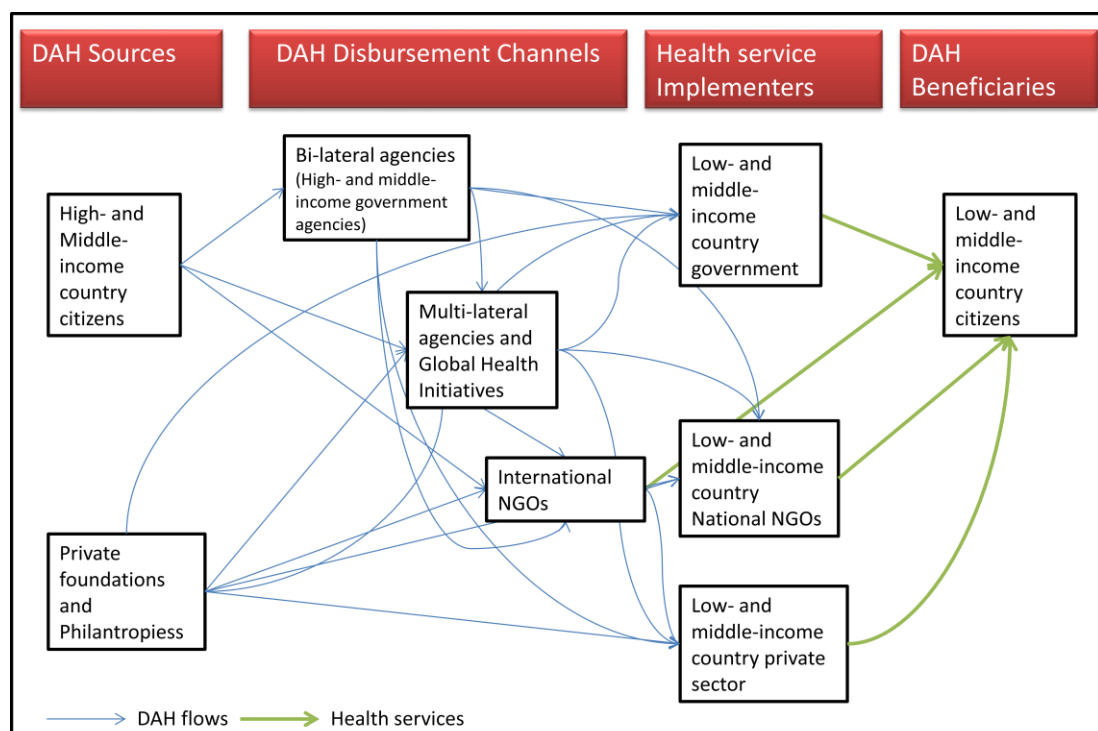 DAH Sources
DAH Disbursement Channels
Health service
Implementers
DAH
Beneficiaries
Bi-lateral agencies
(High- and middle-
income government
agencies)
High- and
Middle-
income
country
citizens
Low- and
middle-
income
country
government
Low- and
middle-
income
country
citizens
Multi-lateral
agencies and
Global Health
Initiatives
International
NGOs
Low- and
middle-income
country
National NGOs
Private
foundations
and
Philantropiess
Low- and
middle-income
country private
sector
DAH flows
Health services